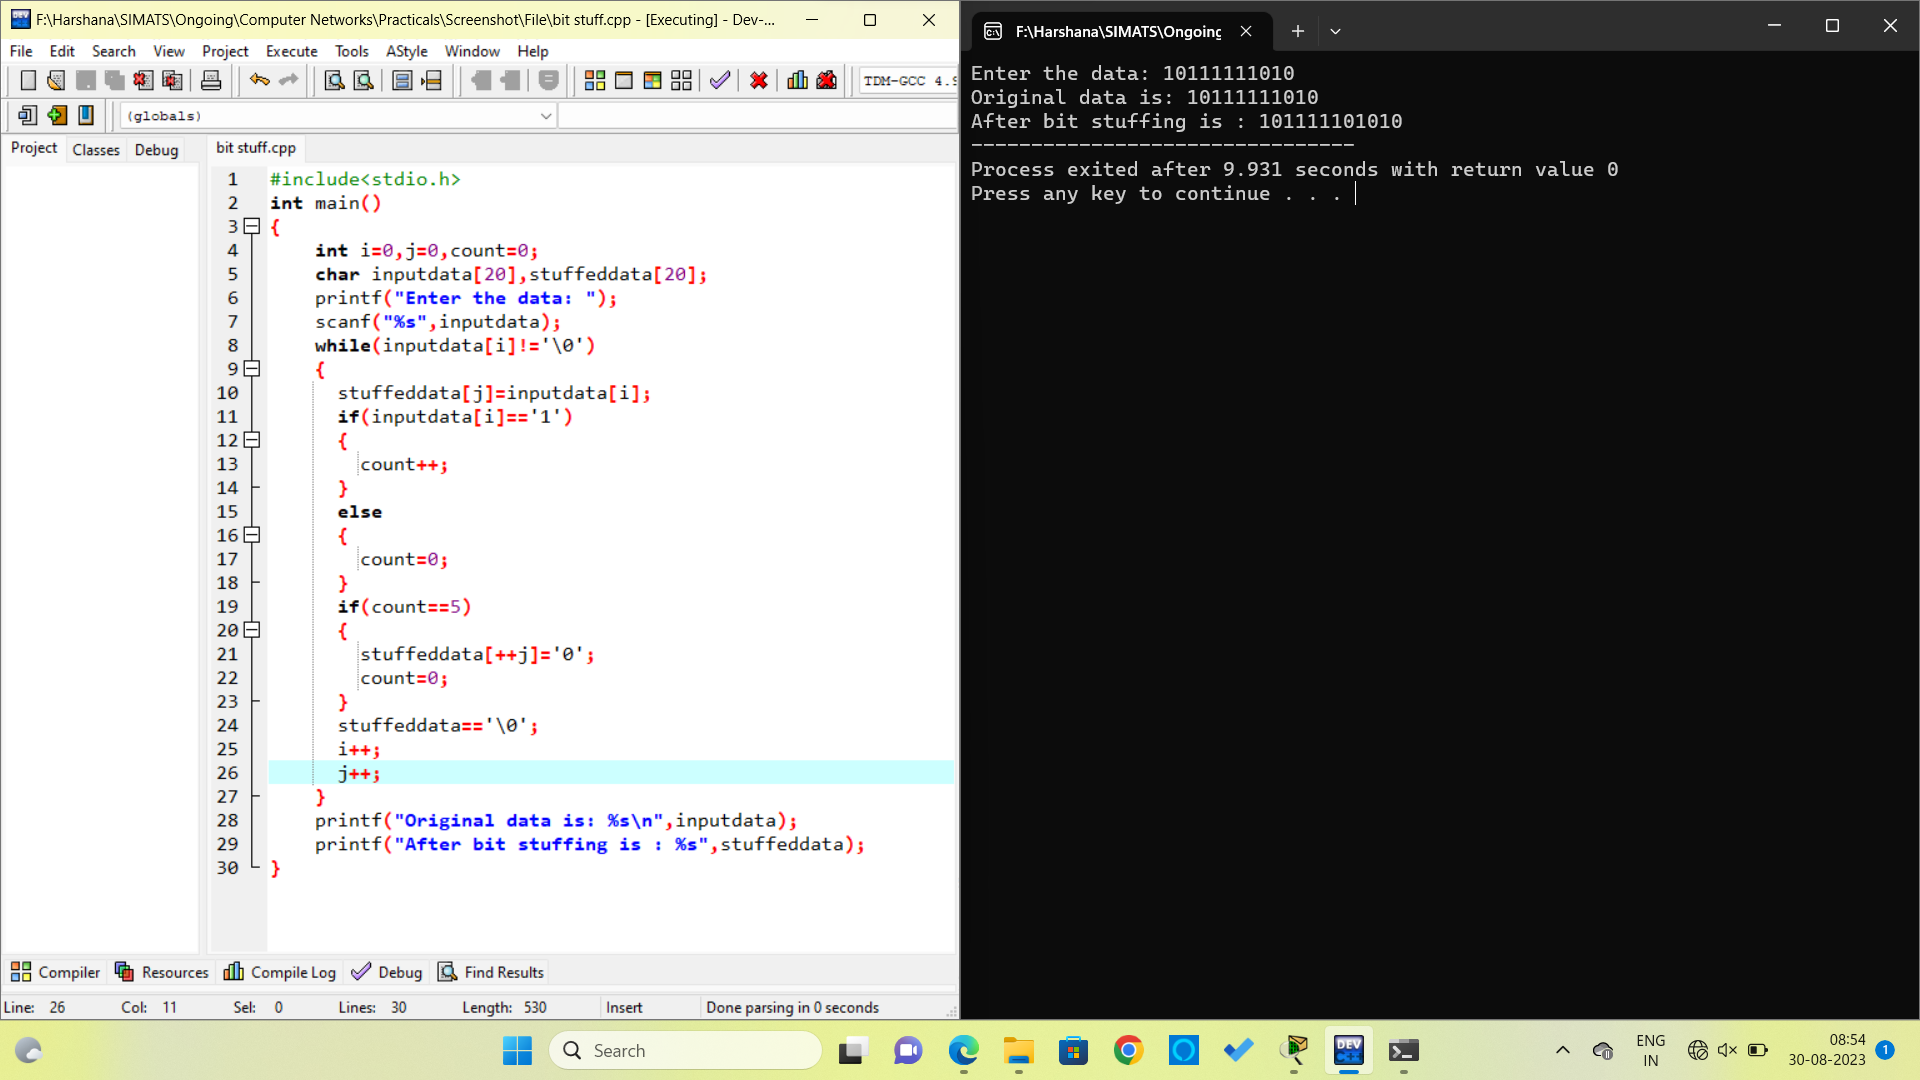 F:\Harshana\SIMATS\Ongoing\Computer Networks\Practicals\Screenshot\File\bit stuff.cpp - [Executing] - Dev-...
File Edit Search View Project Execute Tools AStyle Window Help
TDM-GCC 4.9
(globals)
Project Classes Debug
bit stuff.cpp
1 #include<stdio.h>
2 int main()
3 {
4 int i=0,j=0,count=0;
5 char inputdata[20],stuffeddata[20];
6 printf("Enter the data: ");
7 scanf("%s",inputdata);
8 while(inputdata[i]!='\0')
9 {
10 stuffeddata[j]=inputdata[i];
11 if(inputdata[i]=='1')
12 {
13 count++;
14 }
15 else
16 {
17 count=0;
18 }
19 if(count==5)
20 {
21 stuffeddata[++j]='0';
22 count=0;
23 }
24 stuffeddata=='\0';
25 i++;
26 j++;
27 }
28 printf("Original data is: %s\n",inputdata);
29 printf("After bit stuffing is : %s",stuffeddata);
30 }
Compiler Resources Compile Log Debug Find Results
Line: 26 Col: 11 Sel: 0 Lines: 30 Length: 530 Insert Done parsing in 0 seconds
F:\Harshana\SIMATS\Ongoing
Enter the data: 10111111010
Original data is: 10111111010
After bit stuffing is : 101111101010
--------------------------------
Process exited after 9.931 seconds with return value 0
Press any key to continue . . .
Search
DEV C++
ENG
IN
08:54
30-08-2023
1